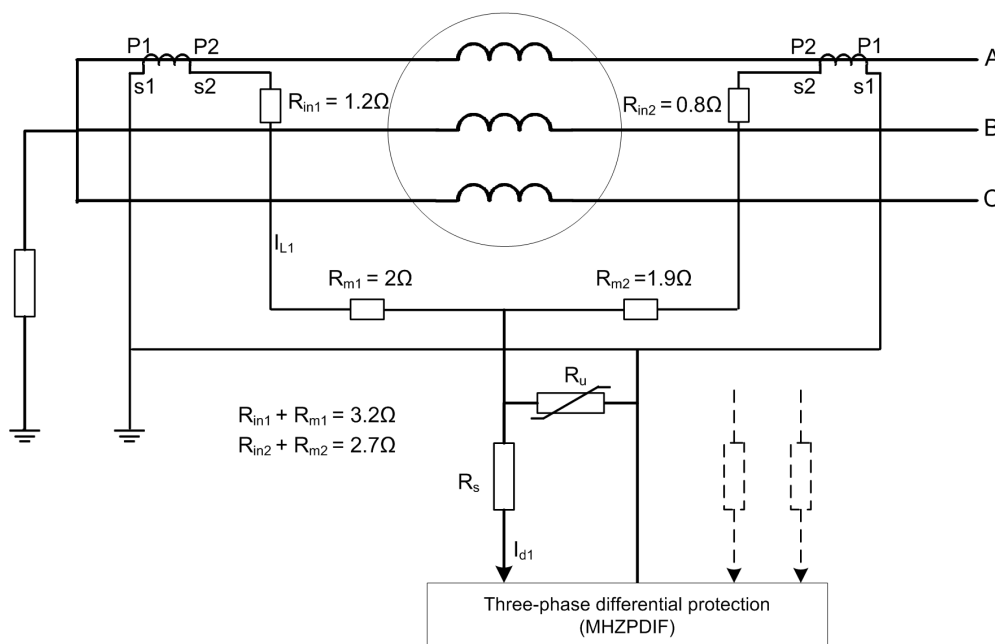 P1 P2 P2 P1 A
s1 s2 s2 s1
R_in1 = 1.2Ω R_in2 = 0.8Ω
B
C
I_L1
R_m1 = 2Ω R_m2 =1.9Ω
R_u
R_in1 + R_m1 = 3.2Ω
R_in2 + R_m2 = 2.7Ω
R_s
I_d1
Three-phase differential protection
(MHZPDIF)